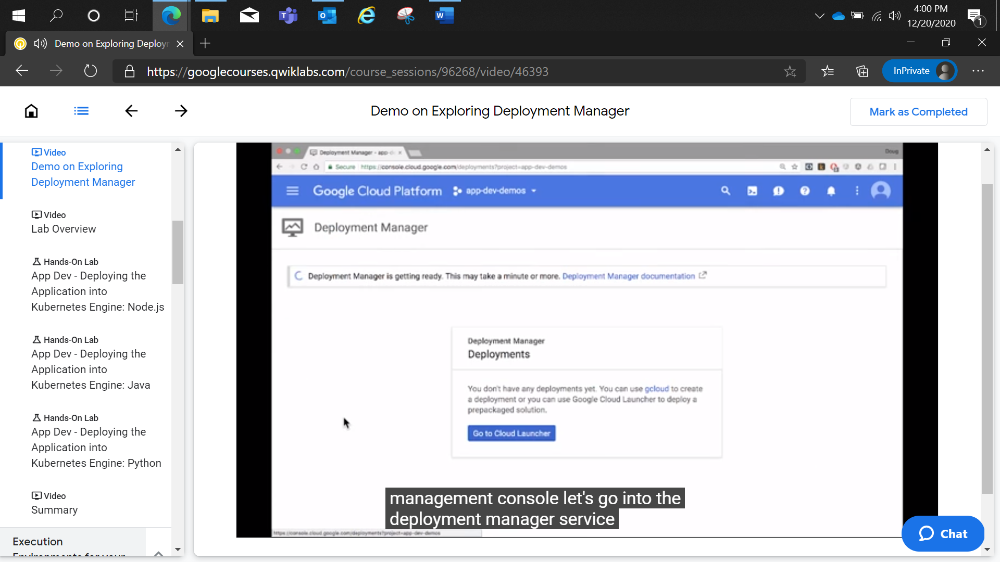 4:00 PM
12/20/2020
1
Demo on Exploring Deploy
https://googlecourses.qwiklabs.com/course_sessions/96268/video/46393
InPrivate
Demo on Exploring Deployment Manager
Mark as Completed
Video
Demo on Exploring
Deployment Manager
Video
Lab Overview
Hands-On Lab
App Dev - Deploying the
Application into
Kubernetes Engine: Node.js
Hands-On Lab
App Dev - Deploying the
Application into
Kubernetes Engine: Java
Hands-On Lab
App Dev - Deploying the
Application into
Kubernetes Engine: Python
Video
Summary
Execution
Environments for your
Deployment Manager - app-d
Doug
Secure https://console.cloud.google.com/deployments?project=app-dev-demos
Google Cloud Platform app-dev-demos
Deployment Manager
Deployment Manager is getting ready. This may take a minute or more. Deployment Manager documentation
Deployment Manager
Deployments
You don't have any deployments yet. You can use gcloud to create
a deployment or you can use Google Cloud Launcher to deploy a
prepackaged solution.
Go to Cloud Launcher
management console let's go into the
deployment manager service
https://console.cloud.google.com/deployments?project=app-dev-demos
Chat